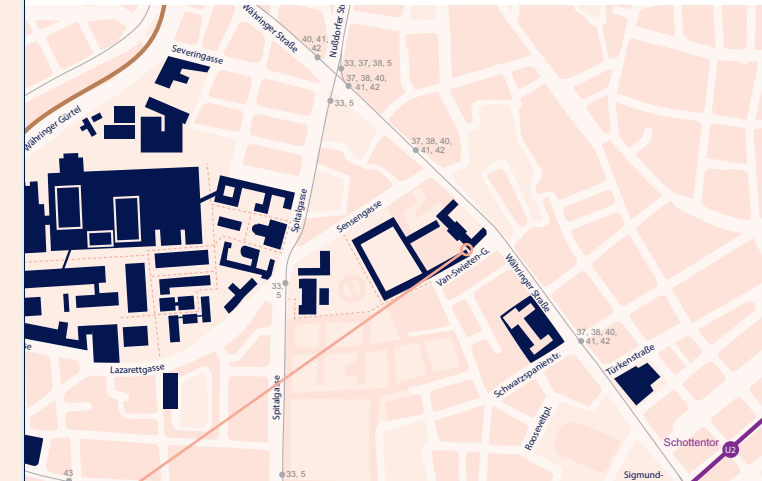 Währinger Straße
Nußdorfer St
40, 41,
42
Severingasse
33, 37, 38, 5
37, 38, 40,
41, 42
33, 5
Währinger Gürtel
37, 38, 40,
41, 42
Spitalgasse
Sensengasse
Van-Swieten-G.
Währinger Straße
33,
5
37, 38, 40,
41, 42
Türkenstraße
Lazarettgasse
Schwarzspanierstr.
Spitalgasse
Rooseveltpl.
Schottentor
U2
43
33, 5
Sigmund-